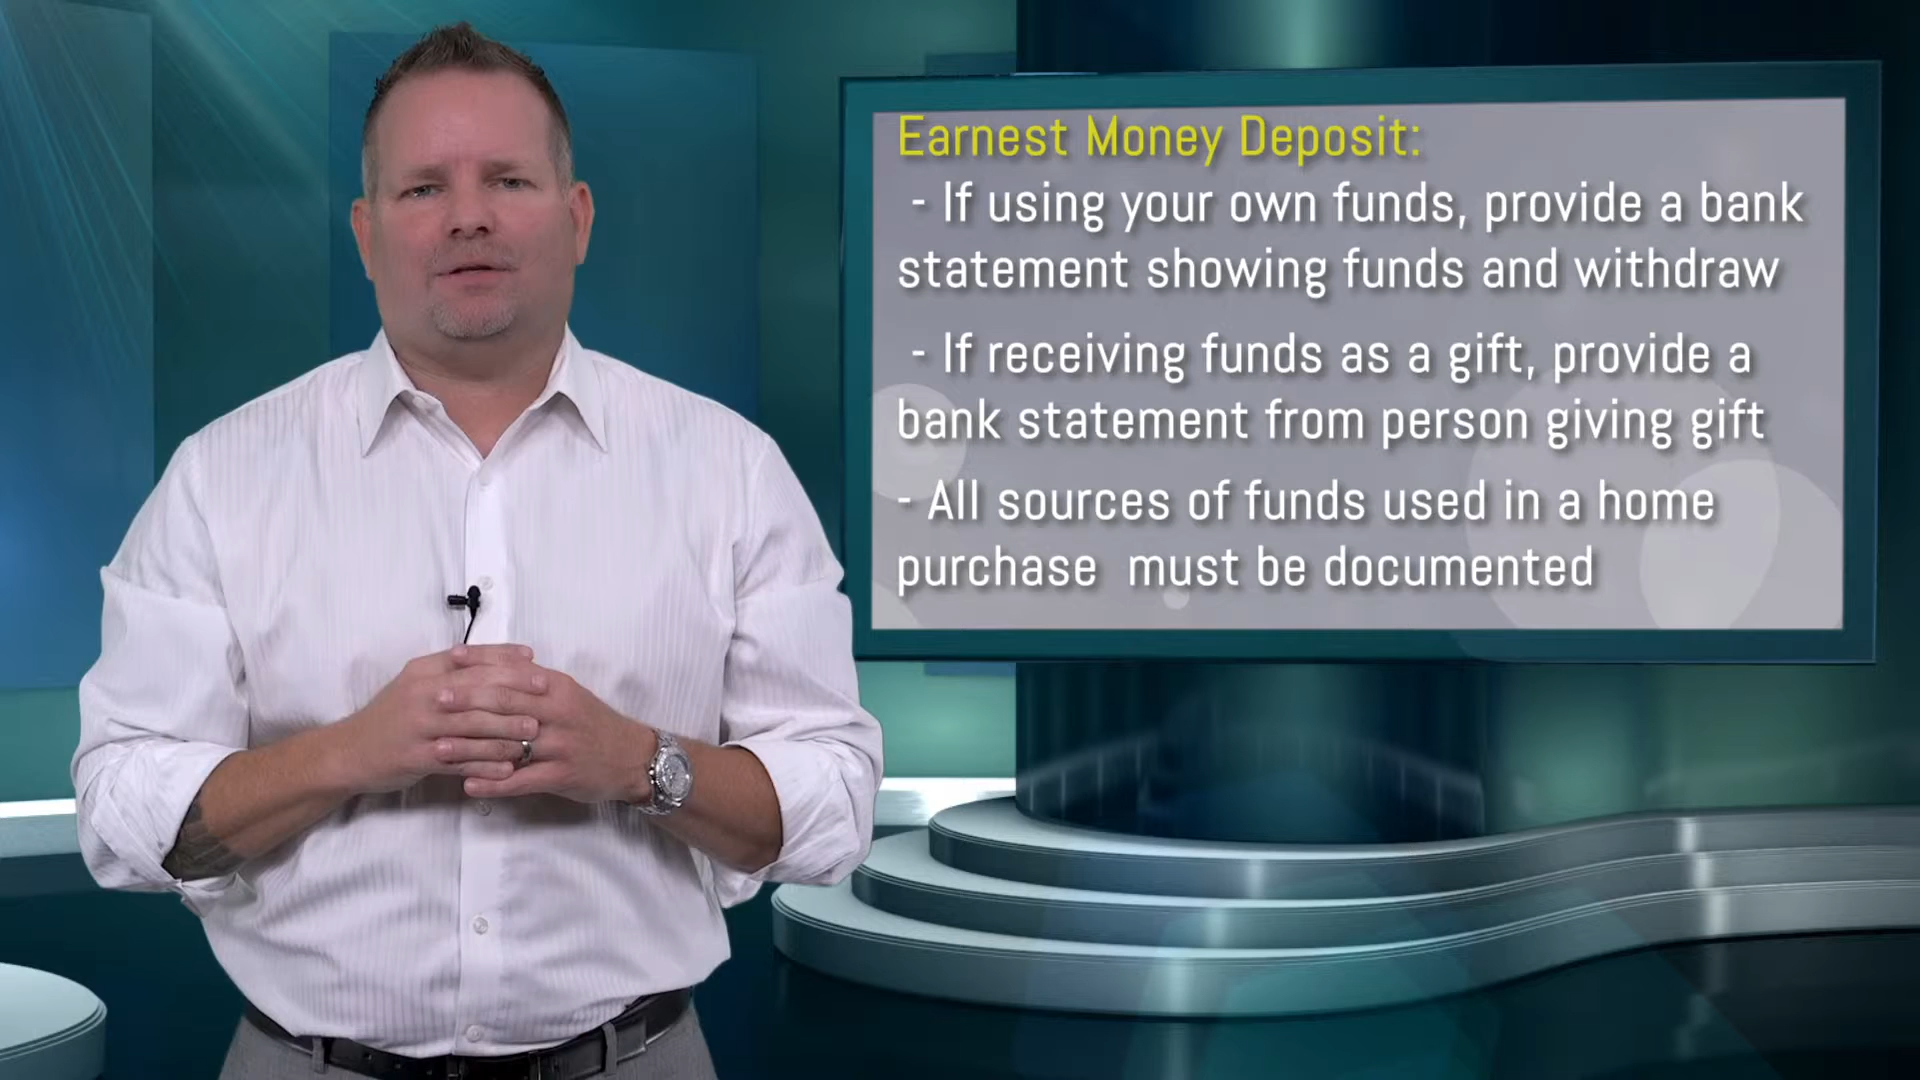 Earnest Money Deposit:
- If using your own funds, provide a bank
statement showing funds and withdraw
- If receiving funds as a gift, provide a
bank statement from person giving gift
- All sources of funds used in a home
purchase must be documented